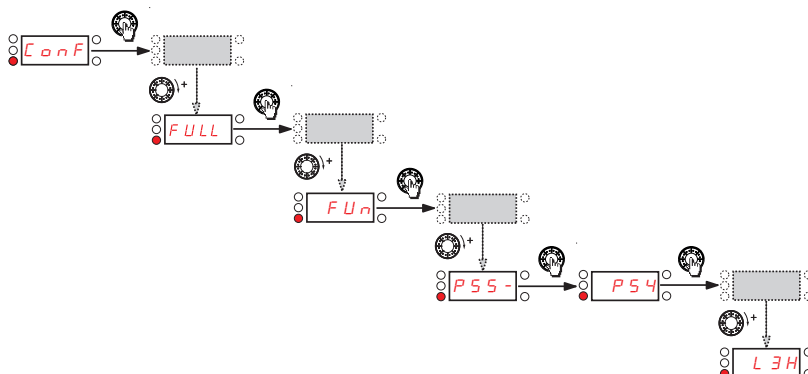 ConF
+
FULL
+
FUn
+
PSS-
PS4
+
L3H